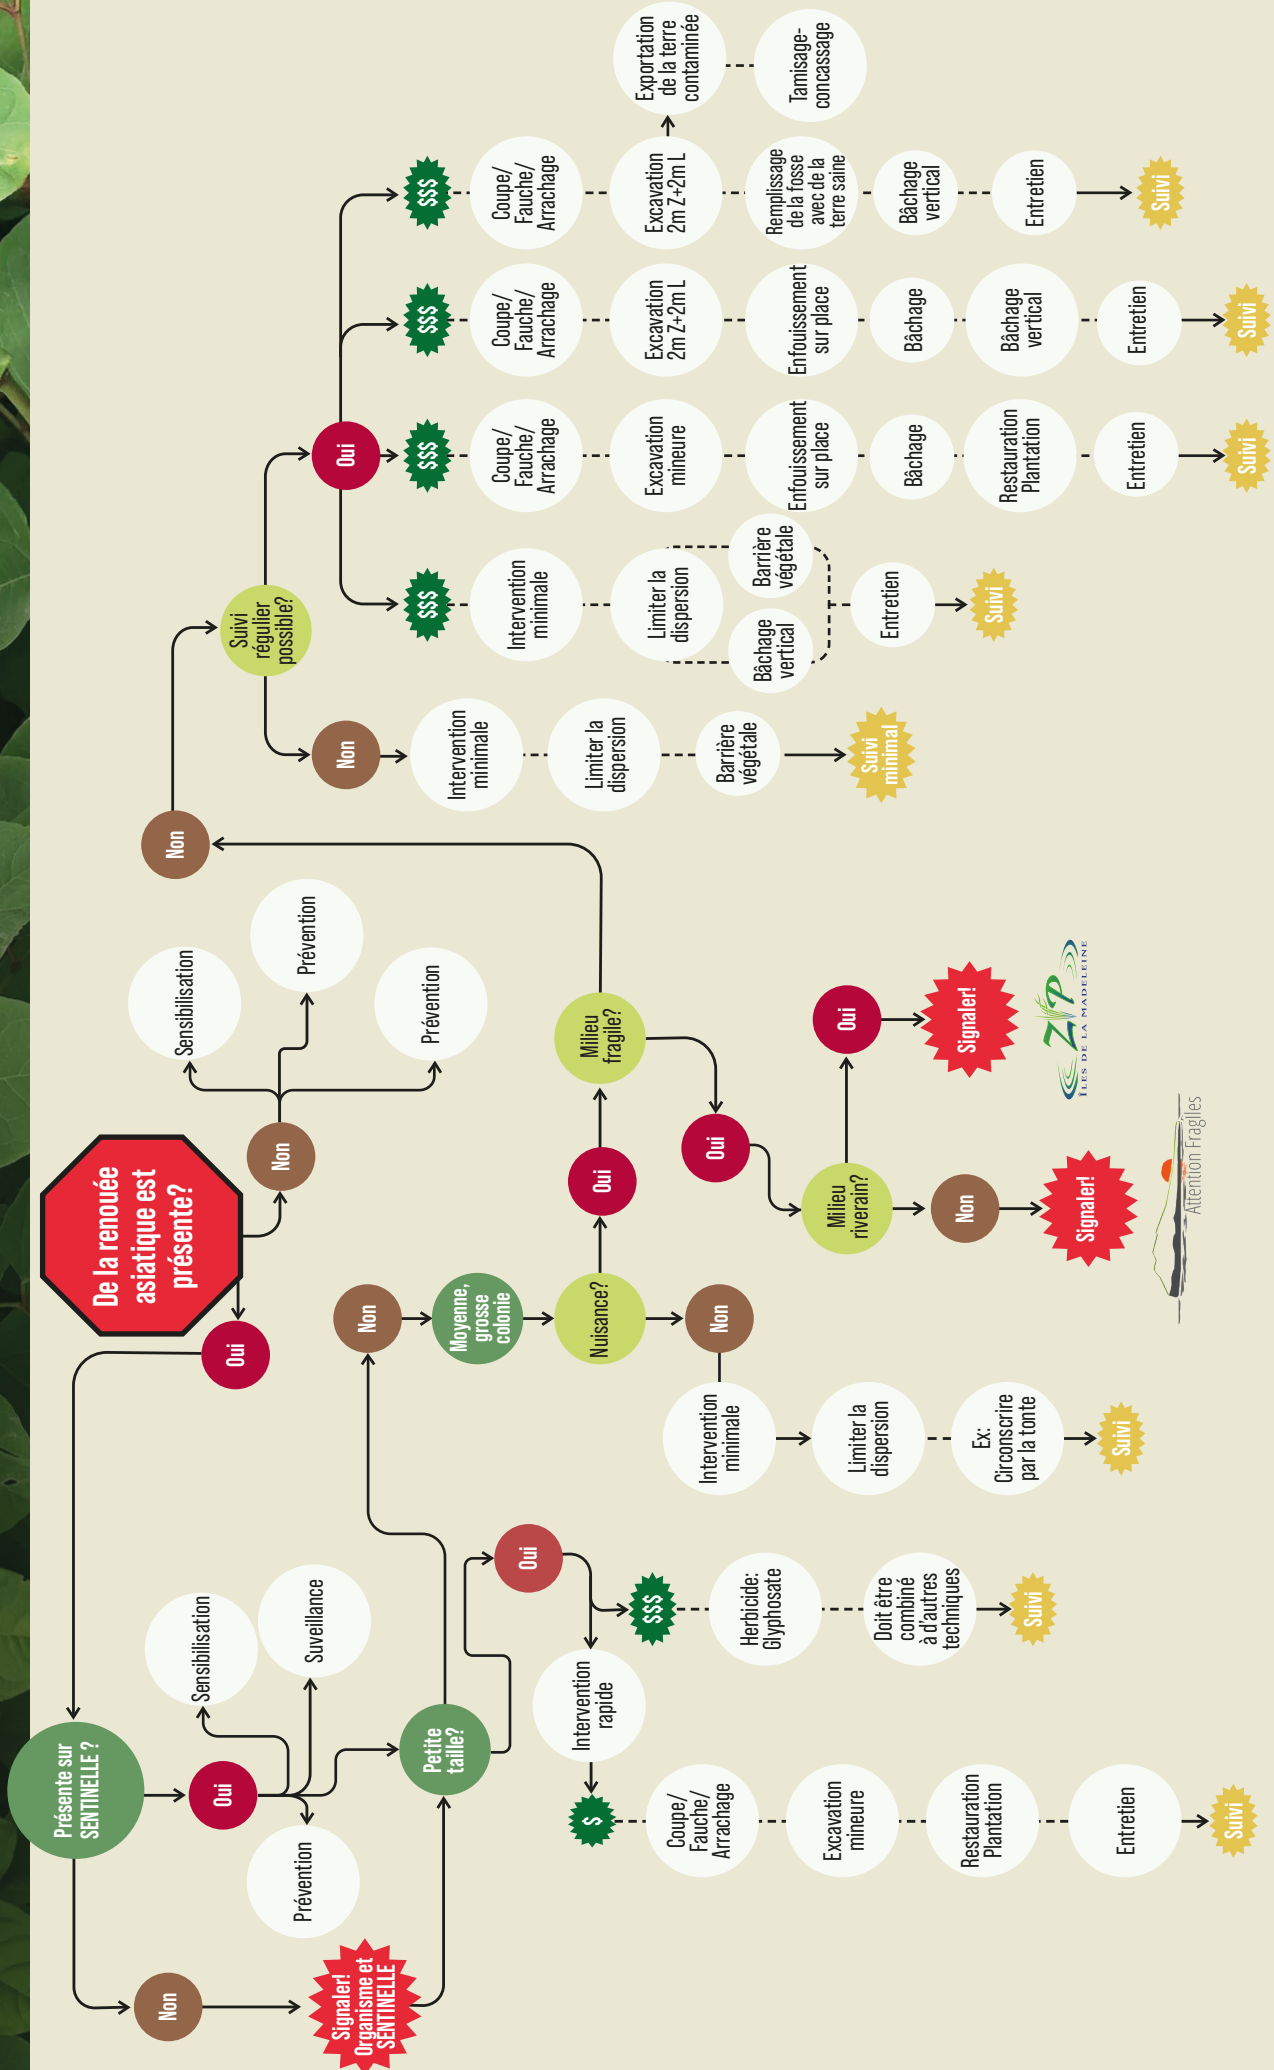 De la renouée
asiatique est
présente?
Oui
Non
Sensibilisation
Prévention
Prévention
Présente sur
SENTINELLE ?
Non
Signaler!
Organisme et
SENTINELLE
Oui
Prévention
Sensibilisation
Suveillance
Petite
taille?
Oui
Intervention
rapide
$
Coupe/
Fauche/
Arrachage
Excavation
mineure
Restauration
Plantation
Entretien
Suivi
$$$
Herbicide:
Glyphosate
Doit être
combiné
à d'autres
techniques
Suivi
Non
Moyenne,
grosse
colonie
Nuisance?
Non
Intervention
minimale
Limiter la
dispersion
Ex:
Circonscrire
par la tonte
Suivi
Oui
Milieu
fragile?
Oui
Milieu
riverain?
Non
Signaler!
Oui
Signaler!
Non
Suivi
régulier
possible?
Non
Intervention
minimale
Limiter la
dispersion
Barrière
végétale
Suivi
minimal
Oui
$$$
Intervention
minimale
Limiter la
dispersion
Bâchage
vertical
Barrière
végétale
Entretien
Suivi
$$$
Coupe/
Fauche/
Arrachage
Excavation
mineure
Enfouissement
sur place
Bâchage
Restauration
Plantation
Entretien
Suivi
$$$
Coupe/
Fauche/
Arrachage
Excavation
2m Z+2m L
Enfouissement
sur place
Bâchage
Bâchage
vertical
Entretien
Suivi
$$$
Coupe/
Fauche/
Arrachage
Excavation
2m Z+2m L
Exportation
de la terre
contaminée
Tamisage-
concassage
Remplissage
de la fosse
avec de la
terre saine
Bâchage
vertical
Entretien
Suivi
Attention FragÎles
ZIP
ÎLES DE LA MADELEINE